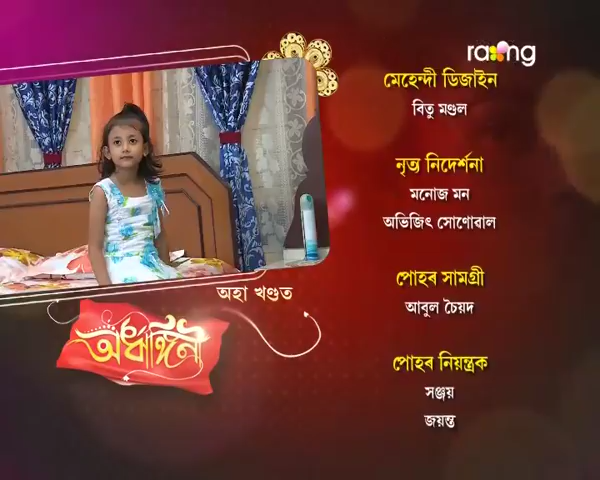 rang
মেহেন্দী ডিজাইন
বিতু মণ্ডল
নৃত্য নিদের্শনা
মনোজ মন
অভিজিৎ সোণোৱাল
পোহৰ সামগ্ৰী
আবুল চৈয়দ
পোহৰ নিয়ন্ত্ৰক
সঞ্জয়
জয়ন্ত
অহা খণ্ডত
অৰ্ধাঙ্গিনী